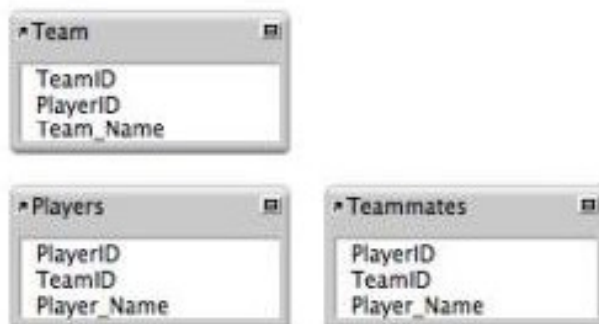 Team
TeamID
PlayerID
Team_Name
Players
PlayerID
TeamID
Player_Name
Teammates
PlayerID
TeamID
Player_Name